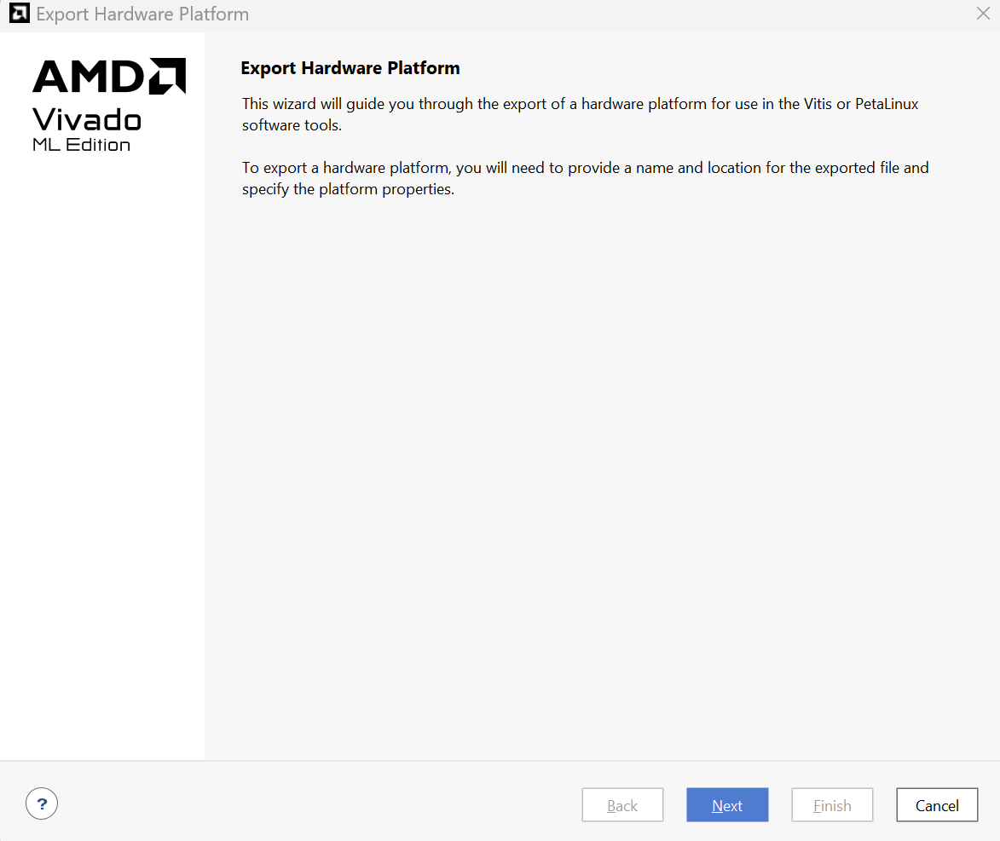 Export Hardware Platform
AMD
Vivado
ML Edition
Export Hardware Platform
This wizard will guide you through the export of a hardware platform for use in the Vitis or PetaLinux
software tools.
To export a hardware platform, you will need to provide a name and location for the exported file and
specify the platform properties.
?
Back
Next
Finish
Cancel